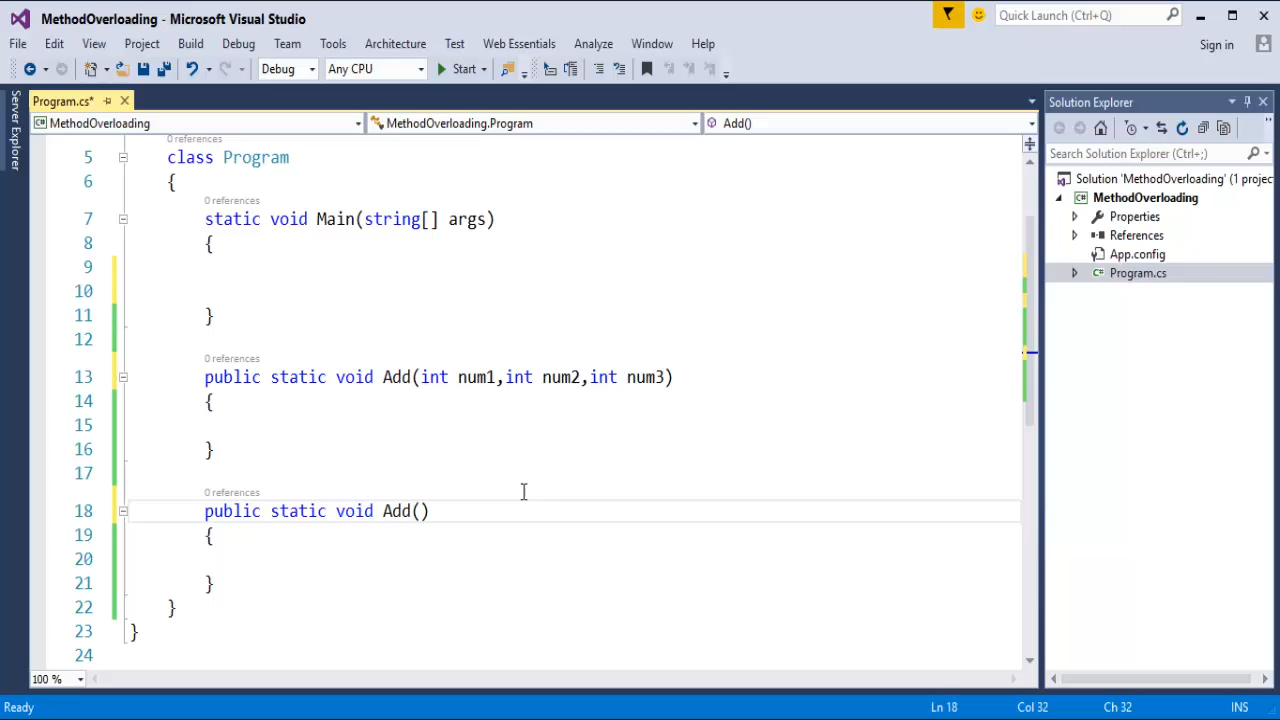 MethodOverloading - Microsoft Visual Studio
Quick Launch (Ctrl+Q)
File Edit View Project Build Debug Team Tools Architecture Test Web Essentials Analyze Window Help
Sign in
Debug Any CPU Start
Program.cs*
Server Explorer
MethodOverloading MethodOverloading.Program Add()
0 references
5 class Program
6 {
0 references
7 static void Main(string[] args)
8 {
9
10
11 }
12
0 references
13 public static void Add(int num1,int num2,int num3)
14 {
15
16 }
17
0 references
18 public static void Add()
19 {
20
21 }
22 }
23 }
24
100 %
Solution Explorer
Search Solution Explorer (Ctrl+;)
Solution 'MethodOverloading' (1 projec
MethodOverloading
Properties
References
App.config
Program.cs
Ready Ln 18 Col 32 Ch 32 INS